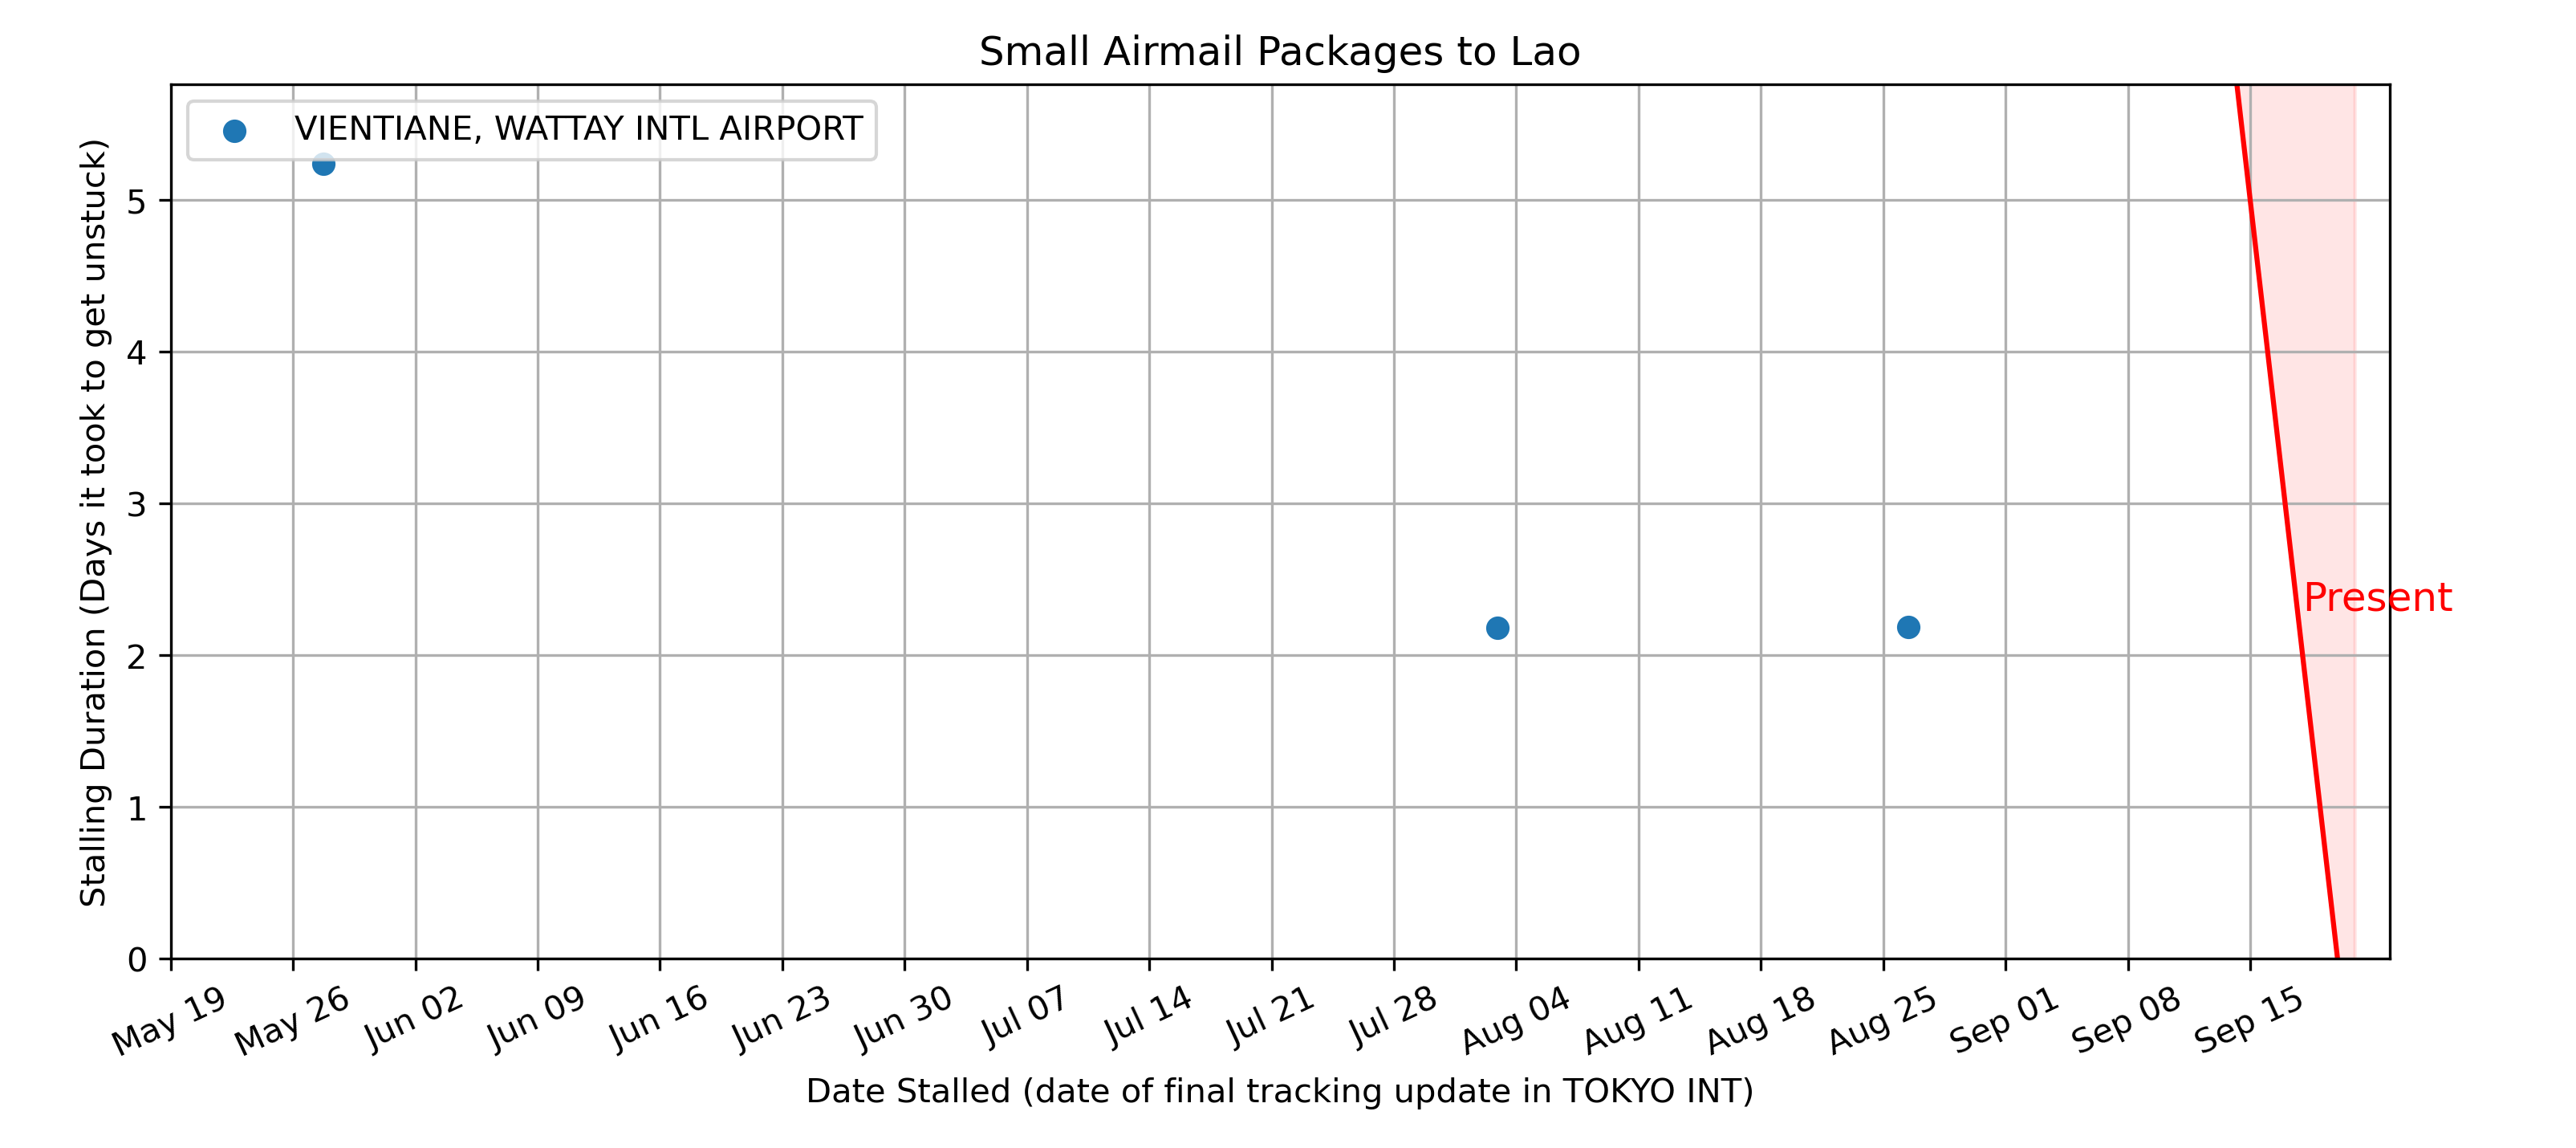 Small Airmail Packages to Lao
VIENTIANE, WATTAY INTL AIRPORT
Stalling Duration (Days it took to get unstuck)
5
4
3
2
1
0
Present
May 19
May 26
Jun 02
Jun 09
Jun 16
Jun 23
Jun 30
Jul 07
Jul 14
Jul 21
Jul 28
Aug 04
Aug 11
Aug 18
Aug 25
Sep 01
Sep 08
Sep 15
Date Stalled (date of final tracking update in TOKYO INT)